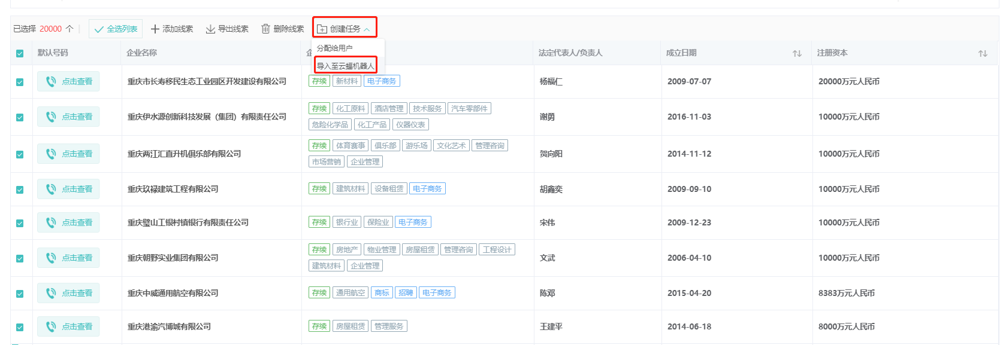 已选择 20000 个 全选列表 添加线索 导出线索 删除线索 创建任务
分配给用户
导入至云蝠机器人
默认号码 企业名称 法定代表人/负责人 成立日期 注册资本
点击查看 重庆市长寿移民生态工业园区开发建设有限公司 存续 新材料 电子商务 杨福仁 2009-07-07 20000万元人民币
点击查看 重庆伊水源创新科技发展（集团）有限责任公司 存续 化工原料 酒店管理 技术服务 汽车零部件 谢勇 2016-11-03 10000万元人民币
危险化学品 化工产品 仪器仪表
点击查看 重庆两江汇直升机俱乐部有限公司 存续 体育赛事 俱乐部 游乐场 文化艺术 管理咨询 贺向阳 2014-11-12 10000万元人民币
市场营销 企业管理
点击查看 重庆玖禄建筑工程有限公司 存续 建筑材料 设备租赁 电子商务 胡鑫奕 2009-09-10 10000万元人民币
点击查看 重庆璧山工银村镇银行有限责任公司 存续 银行业 保险业 电子商务 宋伟 2009-12-23 10000万元人民币
点击查看 重庆朝野实业集团有限公司 存续 房地产 物业管理 房屋租赁 管理咨询 工程设计 文武 2006-04-10 10000万元人民币
建筑材料 企业管理
点击查看 重庆中威通用航空有限公司 存续 通用航空 商标 招聘 电子商务 陈邓 2015-04-20 8383万元人民币
点击查看 重庆港渝汽博城有限公司 存续 房屋租赁 管理服务 王建平 2014-06-18 8000万元人民币